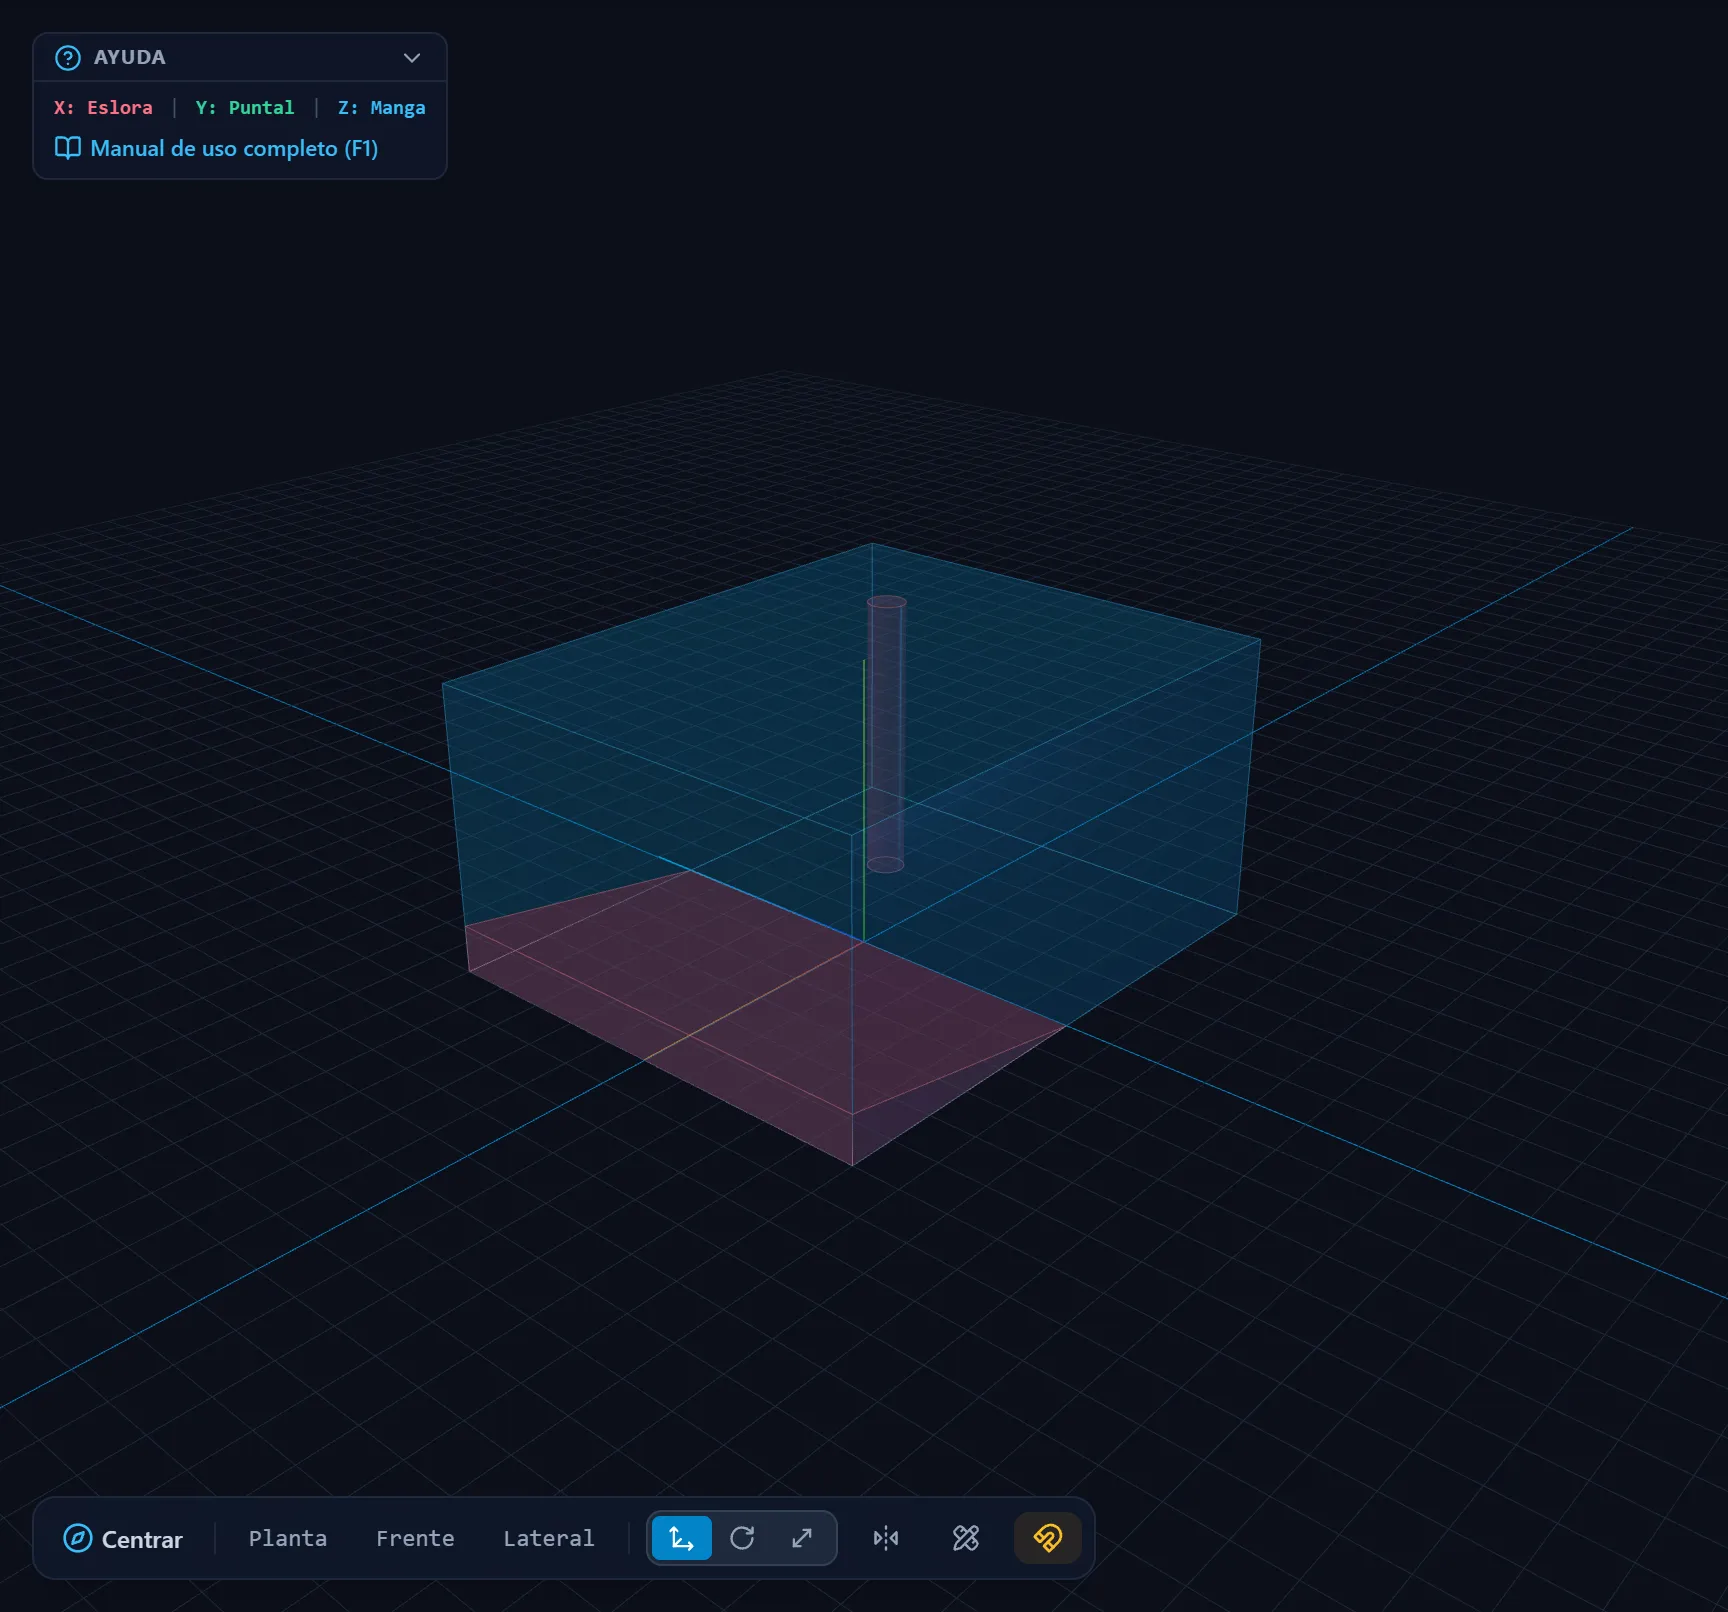 AYUDA
X: Eslora | Y: Puntal | Z: Manga
Manual de uso completo (F1)
Centrar Planta Frente Lateral